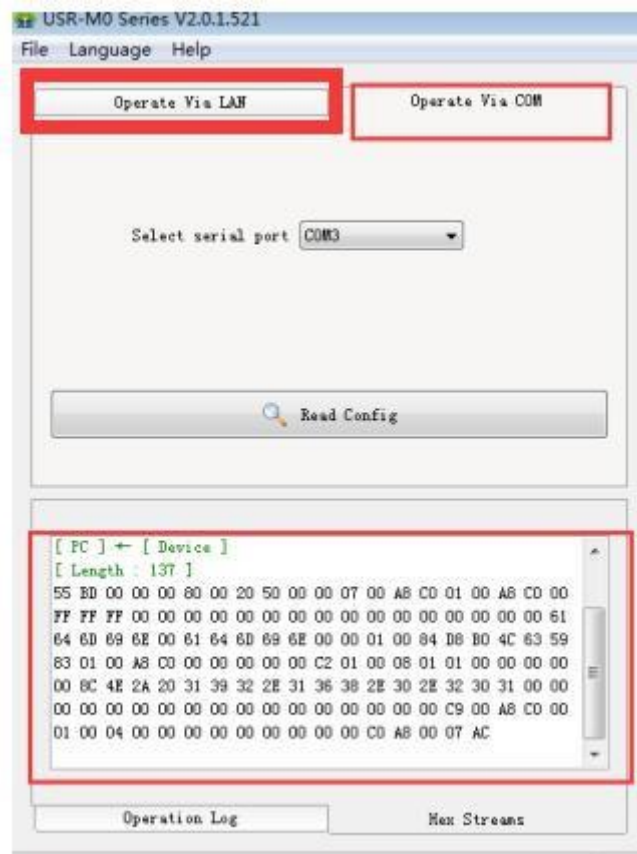 USR-M0 Series V2.0.1.521
File Language Help
Operate Via LAN
Operate Via COM
Select serial port COM3
Read Config
[ PC ] ← [ Device ]
[ Length : 137 ]
55 BD 00 00 00 80 00 20 50 00 00 07 00 A8 C0 01 00 A8 C0 00
FF FF FF 00 00 00 00 00 00 00 00 00 00 00 00 00 00 00 00 61
64 6D 69 6E 00 61 64 6D 69 6E 00 00 01 00 84 D8 B0 4C 63 59
83 01 00 A8 C0 00 00 00 00 00 C2 01 00 08 01 01 00 00 00 00
00 8C 4E 2A 20 31 39 32 2E 31 36 38 2E 30 2E 32 30 31 00 00
00 00 00 00 00 00 00 00 00 00 00 00 00 00 00 C9 00 A8 C0 00
01 00 04 00 00 00 00 00 00 00 00 00 C0 A8 00 07 AC
Operation Log
Hex Streams